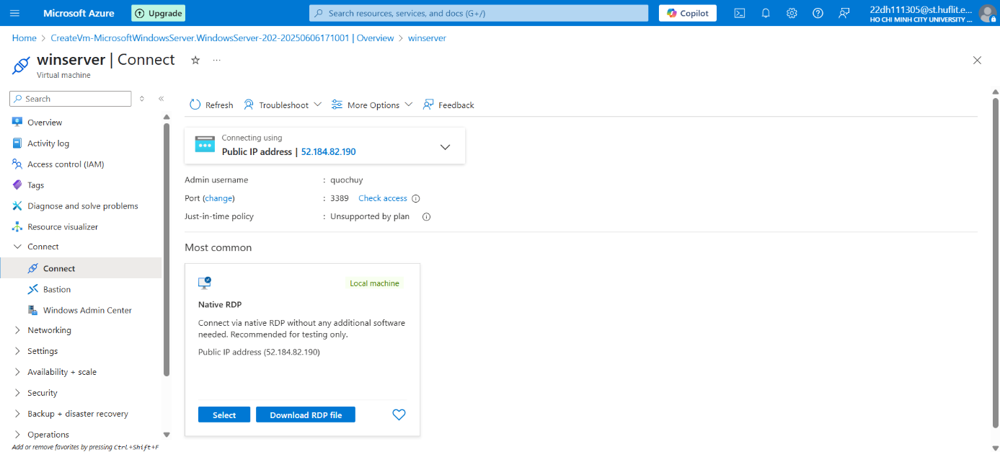 Microsoft Azure
Upgrade
Search resources, services, and docs (G+/)
Copilot
22dh111305@st.huflit.e...
HO CHI MINH CITY UNIVERSITY ...
Home > CreateVm-MicrosoftWindowsServer.WindowsServer-202-20250606171001 | Overview > winserver
winserver | Connect
Virtual machine
Search
Overview
Activity log
Access control (IAM)
Tags
Diagnose and solve problems
Resource visualizer
Connect
Connect
Bastion
Windows Admin Center
Networking
Settings
Availability + scale
Security
Backup + disaster recovery
Operations
Add or remove favorites by pressing Ctrl+Shift+F
Refresh
Troubleshoot
More Options
Feedback
Connecting using
Public IP address | 52.184.82.190
Admin username : quochuy
Port (change) : 3389 Check access
Just-in-time policy : Unsupported by plan
Most common
Local machine
Native RDP
Connect via native RDP without any additional software
needed. Recommended for testing only.
Public IP address (52.184.82.190)
Select
Download RDP file